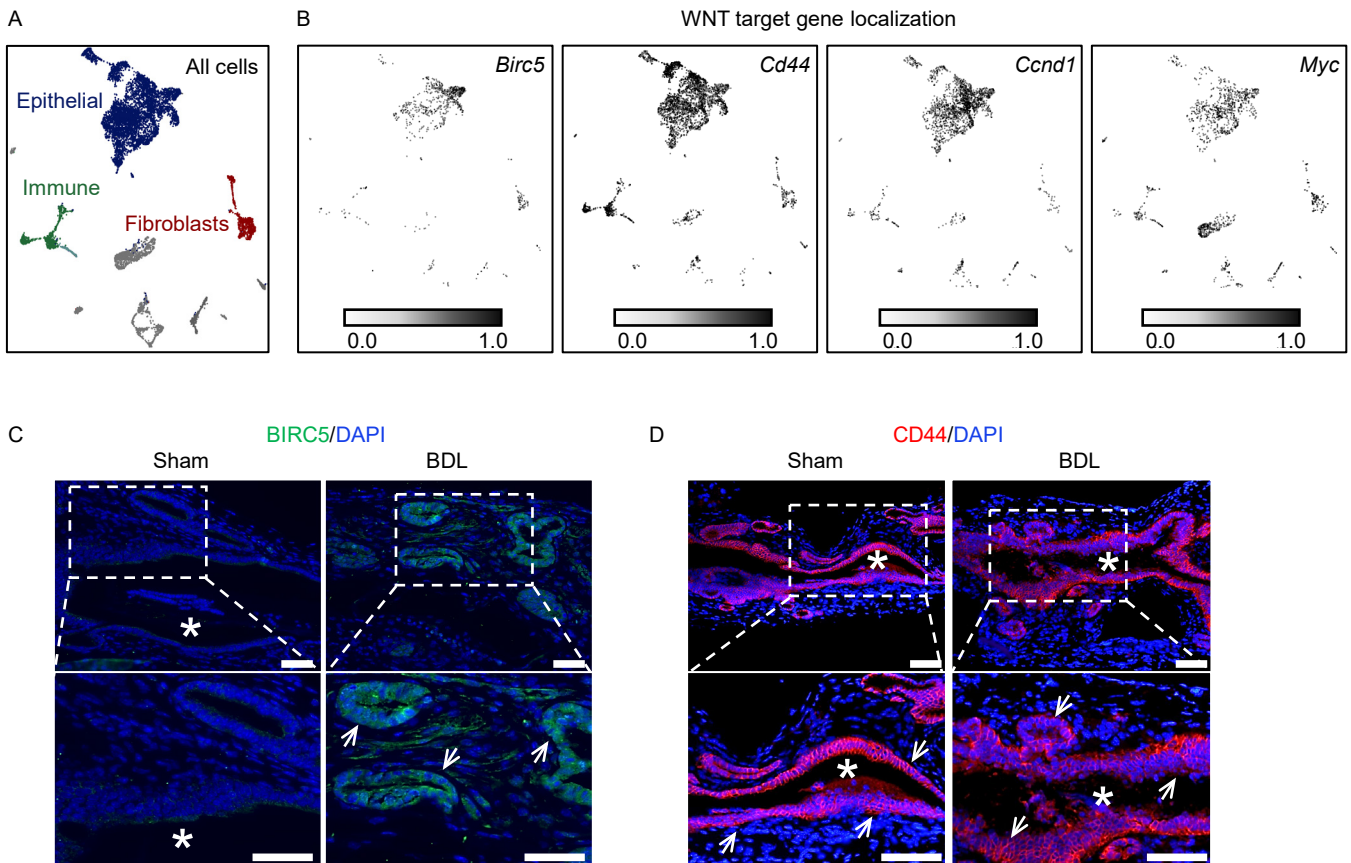 A
B
WNT target gene localization
All cells
Epithelial
Immune
Fibroblasts
Birc5
Cd44
Ccnd1
Myc
0.0 1.0
0.0 1.0
0.0 1.0
0.0 1.0
C
BIRC5/DAPI
Sham
BDL
D
CD44/DAPI
Sham
BDL